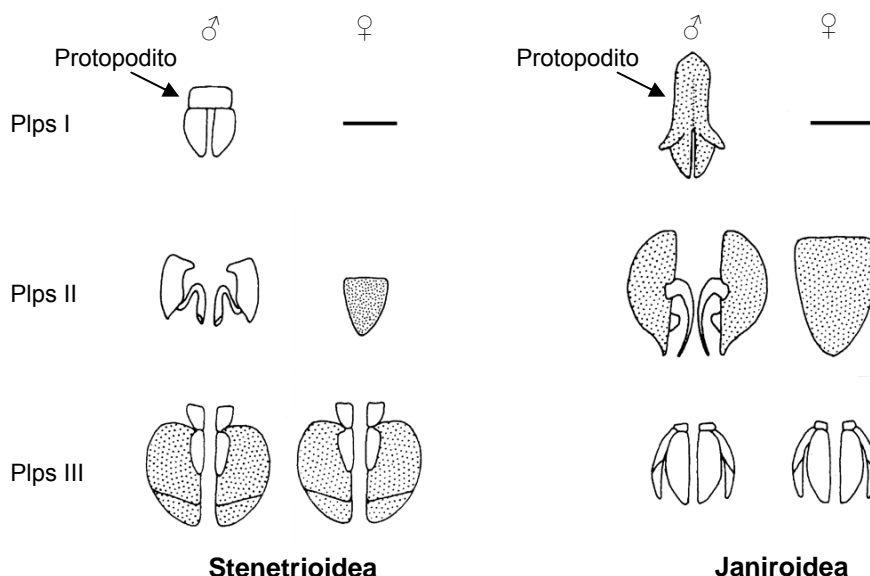 ♂ ♀ ♂ ♀
Protopodito Protopodito
Plps I
Plps II
Plps III
Stenetrioidea Janiroidea